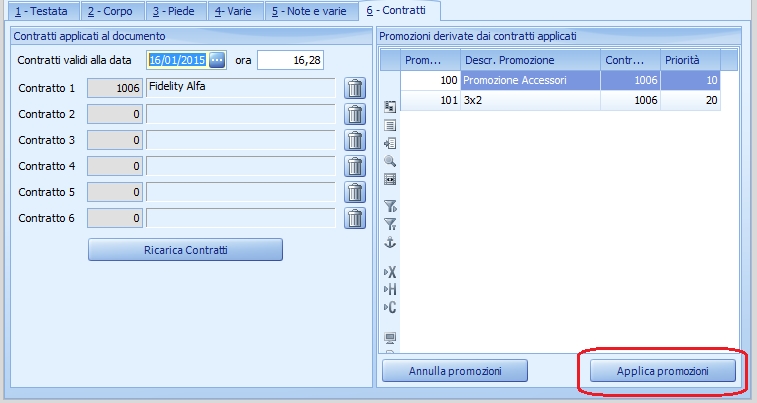 1 - Testata 2 - Corpo 3 - Piede 4- Varie 5 - Note e varie 6 - Contratti
Contratti applicati al documento
Contratti validi alla data 16/01/2015 ... ora 16,28
Contratto 1 1006 Fidelity Alfa
Contratto 2 0
Contratto 3 0
Contratto 4 0
Contratto 5 0
Contratto 6 0
Ricarica Contratti
Promozioni derivate dai contratti applicati
Prom... Descr. Promozione Contr... Priorità
100 Promozione Accessori 1006 10
101 3x2 1006 20
X
H
C
Annulla promozioni Applica promozioni